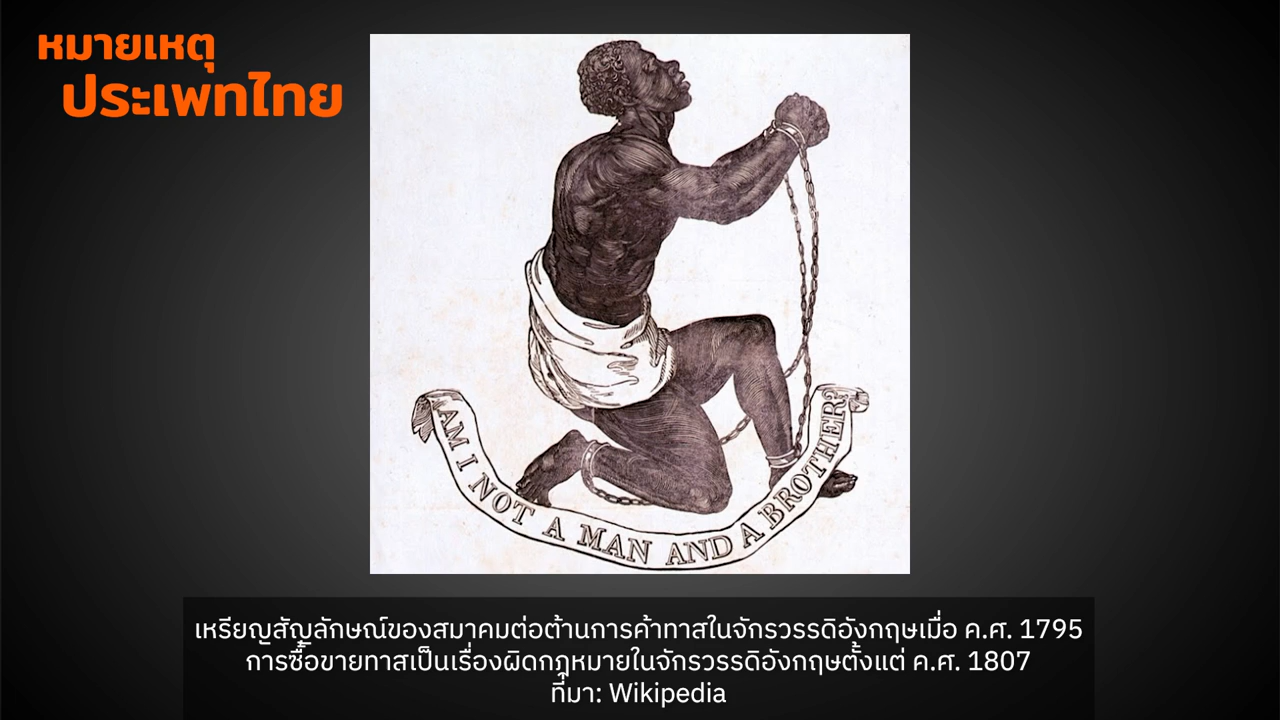 หมายเหตุ
ประเพทไทย
AM I NOT A MAN AND A BROTHER?
เหรียญสัญลักษณ์ของสมาคมต่อต้านการค้าทาสในจักรวรรดิอังกฤษเมื่อ ค.ศ. 1795
การซื้อขายทาสเป็นเรื่องผิดกฎหมายในจักรวรรดิอังกฤษตั้งแต่ ค.ศ. 1807
ที่มา: Wikipedia